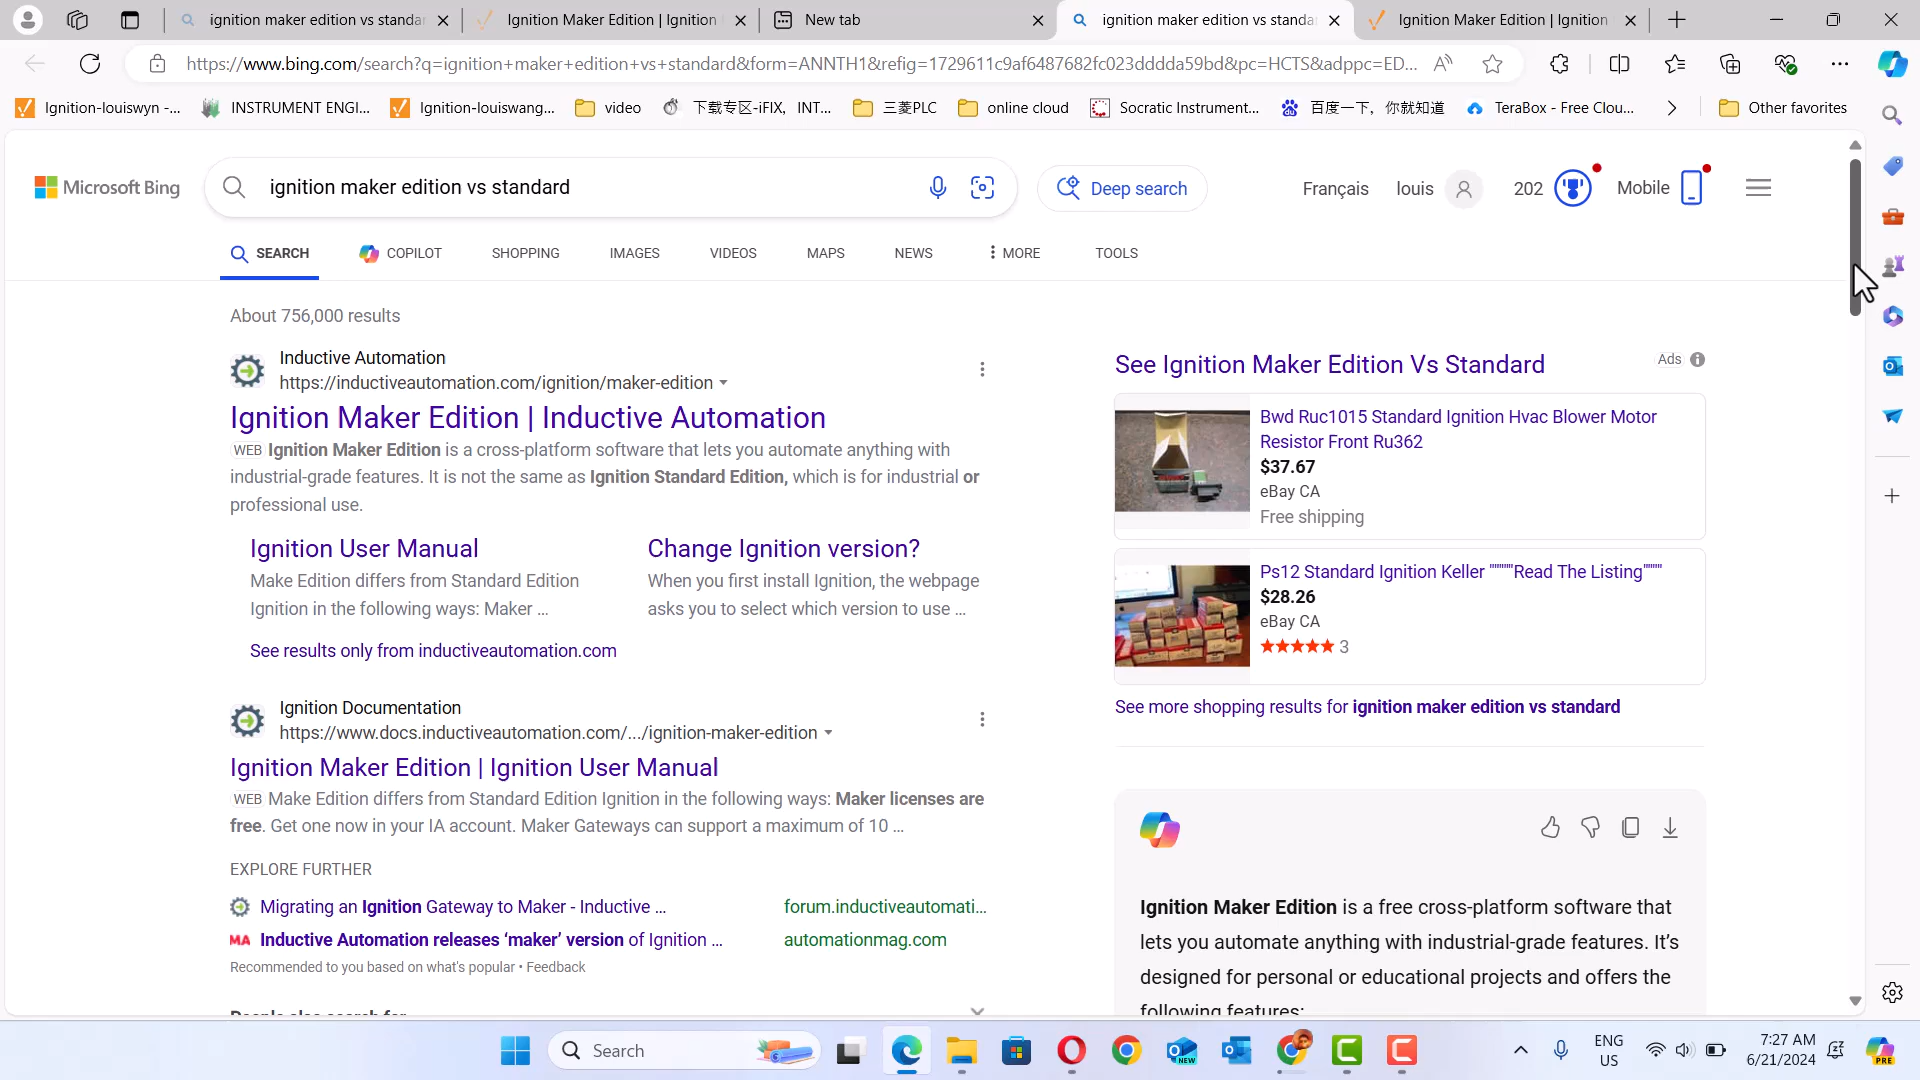 ignition maker edition vs standar
Ignition Maker Edition | Ignition
New tab
ignition maker edition vs standa
Ignition Maker Edition | Ignition
https://www.bing.com/search?q=ignition+maker+edition+vs+standard&form=ANNTH1&refig=1729611c9af6487682fc023dddda59bd&pc=HCTS&adppc=ED...
Ignition-louiswyn -...
INSTRUMENT ENGI...
Ignition-louiswang...
video
下载专区-iFIX, INT...
三菱PLC
online cloud
Socratic Instrument...
百度一下，你就知道
TeraBox - Free Clou...
Other favorites
Microsoft Bing
ignition maker edition vs standard
Deep search
Français
louis
202
Mobile
SEARCH
COPILOT
SHOPPING
IMAGES
VIDEOS
MAPS
NEWS
MORE
TOOLS
About 756,000 results
Inductive Automation
https://inductiveautomation.com/ignition/maker-edition
Ignition Maker Edition | Inductive Automation
WEB Ignition Maker Edition is a cross-platform software that lets you automate anything with
industrial-grade features. It is not the same as Ignition Standard Edition, which is for industrial or
professional use.
Ignition User Manual
Make Edition differs from Standard Edition
Ignition in the following ways: Maker ...
Change Ignition version?
When you first install Ignition, the webpage
asks you to select which version to use ...
See results only from inductiveautomation.com
Ignition Documentation
https://www.docs.inductiveautomation.com/.../ignition-maker-edition
Ignition Maker Edition | Ignition User Manual
WEB Make Edition differs from Standard Edition Ignition in the following ways: Maker licenses are
free. Get one now in your IA account. Maker Gateways can support a maximum of 10 ...
EXPLORE FURTHER
Migrating an Ignition Gateway to Maker - Inductive ...
forum.inductiveautomati...
MA Inductive Automation releases ‘maker’ version of Ignition ...
automationmag.com
Recommended to you based on what's popular • Feedback
People also search for
See Ignition Maker Edition Vs Standard
Ads
Bwd Ruc1015 Standard Ignition Hvac Blower Motor
Resistor Front Ru362
$37.67
eBay CA
Free shipping
Ps12 Standard Ignition Keller """""Read The Listing"""""
$28.26
eBay CA
3
See more shopping results for ignition maker edition vs standard
Ignition Maker Edition is a free cross-platform software that
lets you automate anything with industrial-grade features. It’s
designed for personal or educational projects and offers the
following features:
Search
NEW
ENG
US
7:27 AM
6/21/2024
PRE